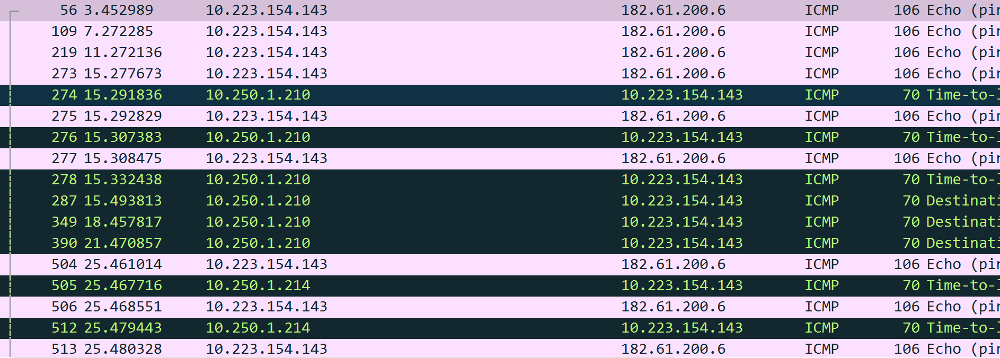 56 3.452989 10.223.154.143 182.61.200.6 ICMP 106 Echo (pin
109 7.272285 10.223.154.143 182.61.200.6 ICMP 106 Echo (pin
219 11.272136 10.223.154.143 182.61.200.6 ICMP 106 Echo (pin
273 15.277673 10.223.154.143 182.61.200.6 ICMP 106 Echo (pin
274 15.291836 10.250.1.210 10.223.154.143 ICMP 70 Time-to-l
275 15.292829 10.223.154.143 182.61.200.6 ICMP 106 Echo (pin
276 15.307383 10.250.1.210 10.223.154.143 ICMP 70 Time-to-l
277 15.308475 10.223.154.143 182.61.200.6 ICMP 106 Echo (pin
278 15.332438 10.250.1.210 10.223.154.143 ICMP 70 Time-to-l
287 15.493813 10.250.1.210 10.223.154.143 ICMP 70 Destinati
349 18.457817 10.250.1.210 10.223.154.143 ICMP 70 Destinati
390 21.470857 10.250.1.210 10.223.154.143 ICMP 70 Destinati
504 25.461014 10.223.154.143 182.61.200.6 ICMP 106 Echo (pin
505 25.467716 10.250.1.214 10.223.154.143 ICMP 70 Time-to-l
506 25.468551 10.223.154.143 182.61.200.6 ICMP 106 Echo (pin
512 25.479443 10.250.1.214 10.223.154.143 ICMP 70 Time-to-l
513 25.480328 10.223.154.143 182.61.200.6 ICMP 106 Echo (pin